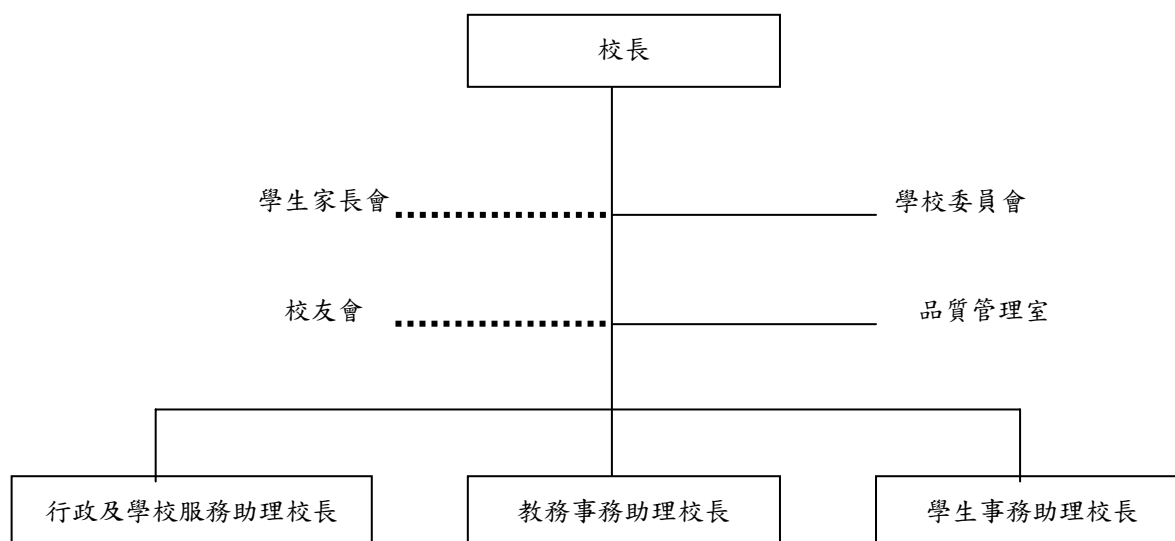 校長
學生家長會
學校委員會
校友會
品質管理室
行政及學校服務助理校長
教務事務助理校長
學生事務助理校長